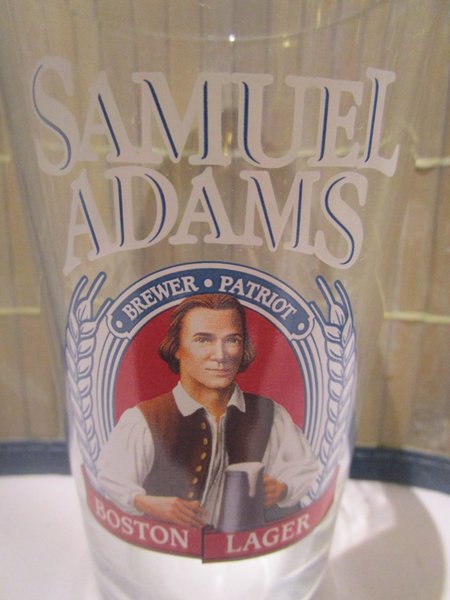 SAMUEL
ADAMS
BREWER · PATRIOT
BOSTON LAGER